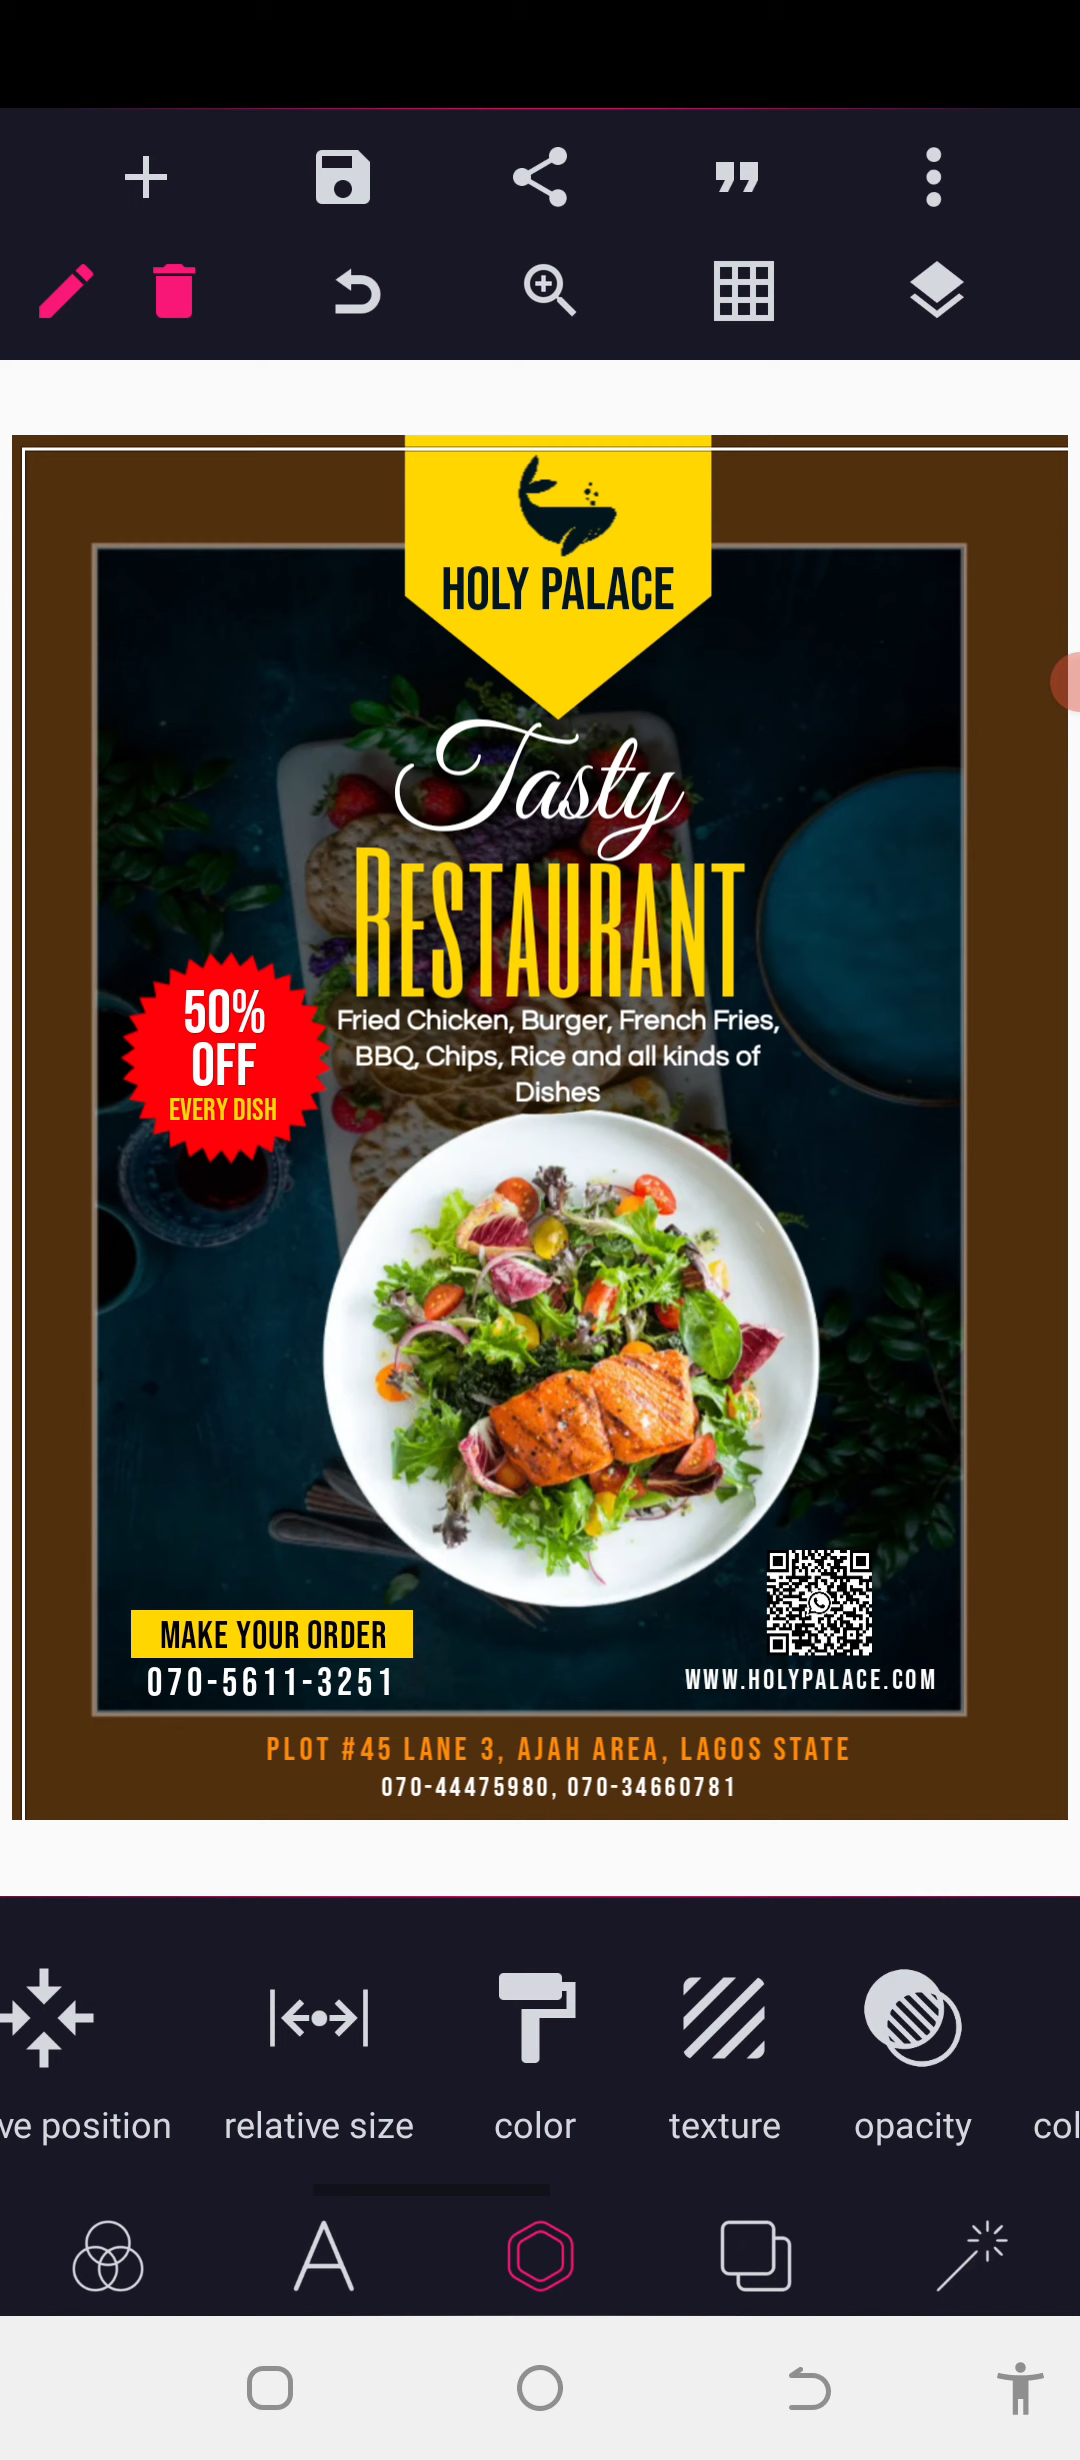 HOLY PALACE
Tasty
RESTAURANT
Fried Chicken, Burger, French Fries,
BBQ, Chips, Rice and all kinds of
Dishes
50%
OFF
EVERY DISH
MAKE YOUR ORDER
070-5611-3251
WWW.HOLYPALACE.COM
PLOT #45 LANE 3, AJAH AREA, LAGOS STATE
070-44475980, 070-34660781
ve position
relative size
color
texture
opacity
col